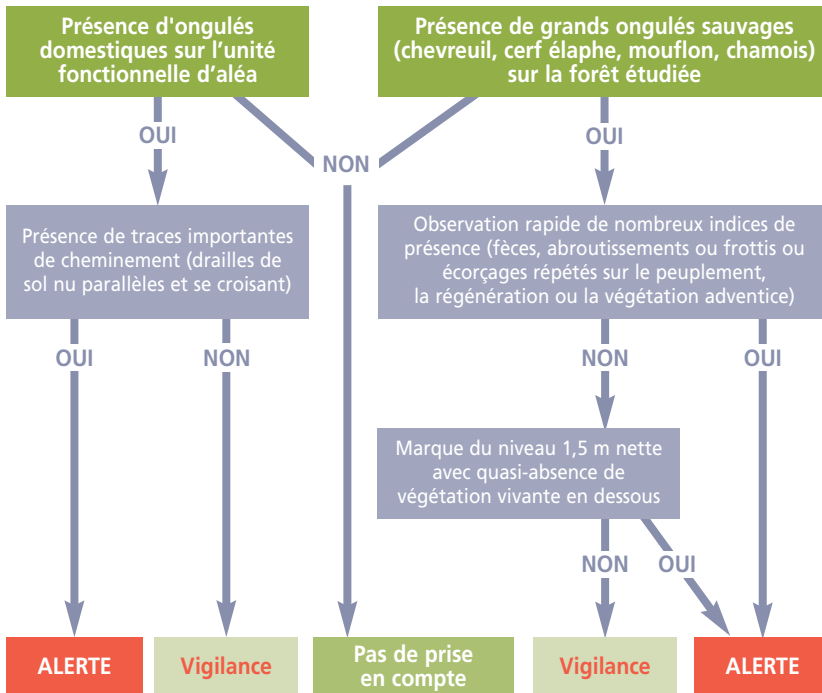 Présence d'ongulés
domestiques sur l'unité
fonctionnelle d'aléa
Présence de grands ongulés sauvages
(chevreuil, cerf élaphe, mouflon, chamois)
sur la forêt étudiée
OUI
NON
OUI
Présence de traces importantes
de cheminement (drailles de
sol nu parallèles et se croisant)
Observation rapide de nombreux indices de
présence (fèces, abroutissements ou frottis ou
écorçages répétés sur le peuplement,
la régénération ou la végétation adventice)
OUI
NON
NON
OUI
Marque du niveau 1,5 m nette
avec quasi-absence de
végétation vivante en dessous
NON
OUI
ALERTE
Vigilance
Pas de prise
en compte
Vigilance
ALERTE